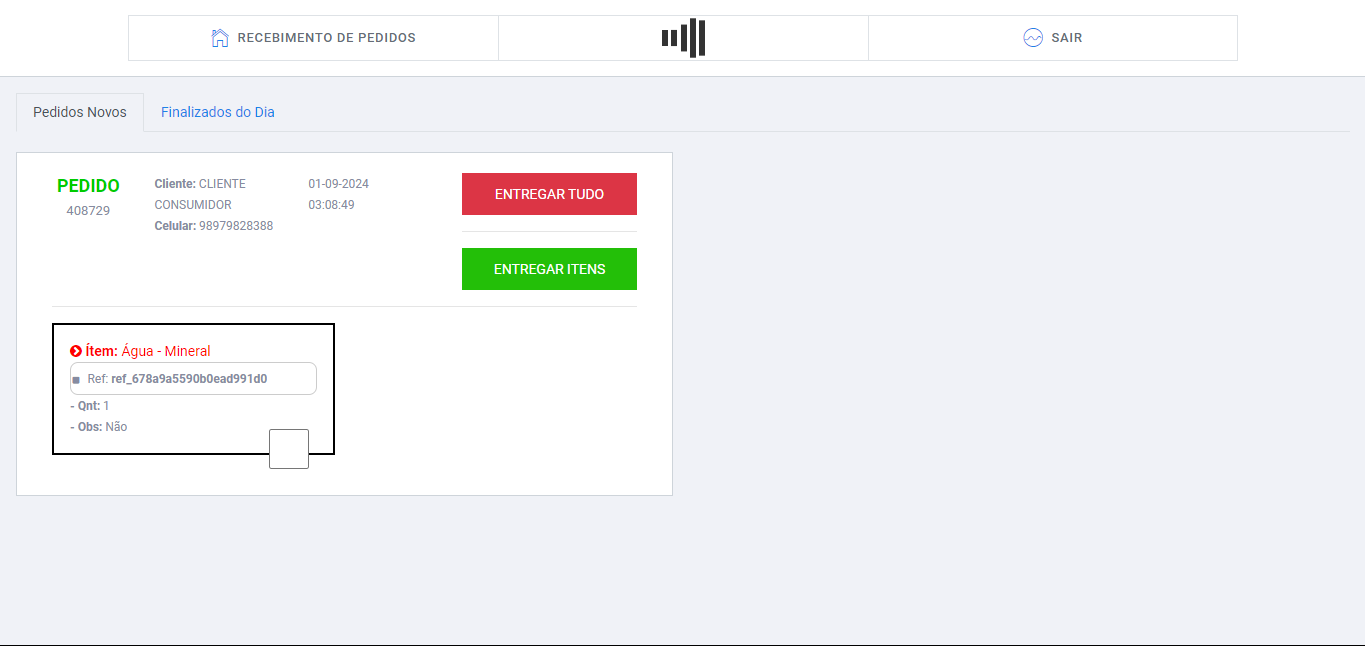 RECEBIMENTO DE PEDIDOS
SAIR
Pedidos Novos
Finalizados do Dia
PEDIDO
408729
Cliente: CLIENTE
CONSUMIDOR
Celular: 98979828388
01-09-2024
03:08:49
ENTREGAR TUDO
ENTREGAR ITENS
Ítem: Água - Mineral
Ref: ref_678a9a5590b0ead991d0
- Qnt: 1
- Obs: Não